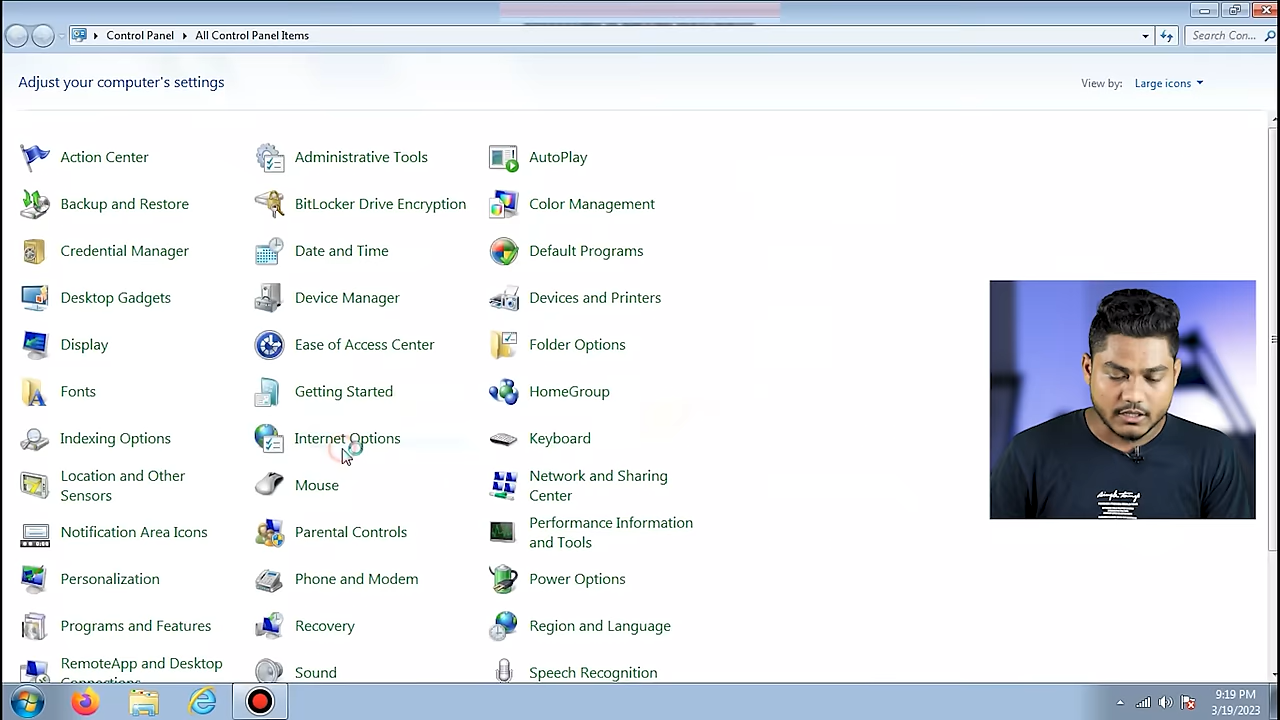 Control Panel
All Control Panel Items
Search Con...
Adjust your computer's settings
View by:
Large icons
Action Center
Administrative Tools
AutoPlay
Backup and Restore
BitLocker Drive Encryption
Color Management
Credential Manager
Date and Time
Default Programs
Desktop Gadgets
Device Manager
Devices and Printers
Display
Ease of Access Center
Folder Options
Fonts
Getting Started
HomeGroup
Indexing Options
Internet Options
Keyboard
Location and Other
Sensors
Mouse
Network and Sharing
Center
Notification Area Icons
Parental Controls
Performance Information
and Tools
Personalization
Phone and Modem
Power Options
Programs and Features
Recovery
Region and Language
RemoteApp and Desktop
Connections
Sound
Speech Recognition
9:19 PM
3/19/2023